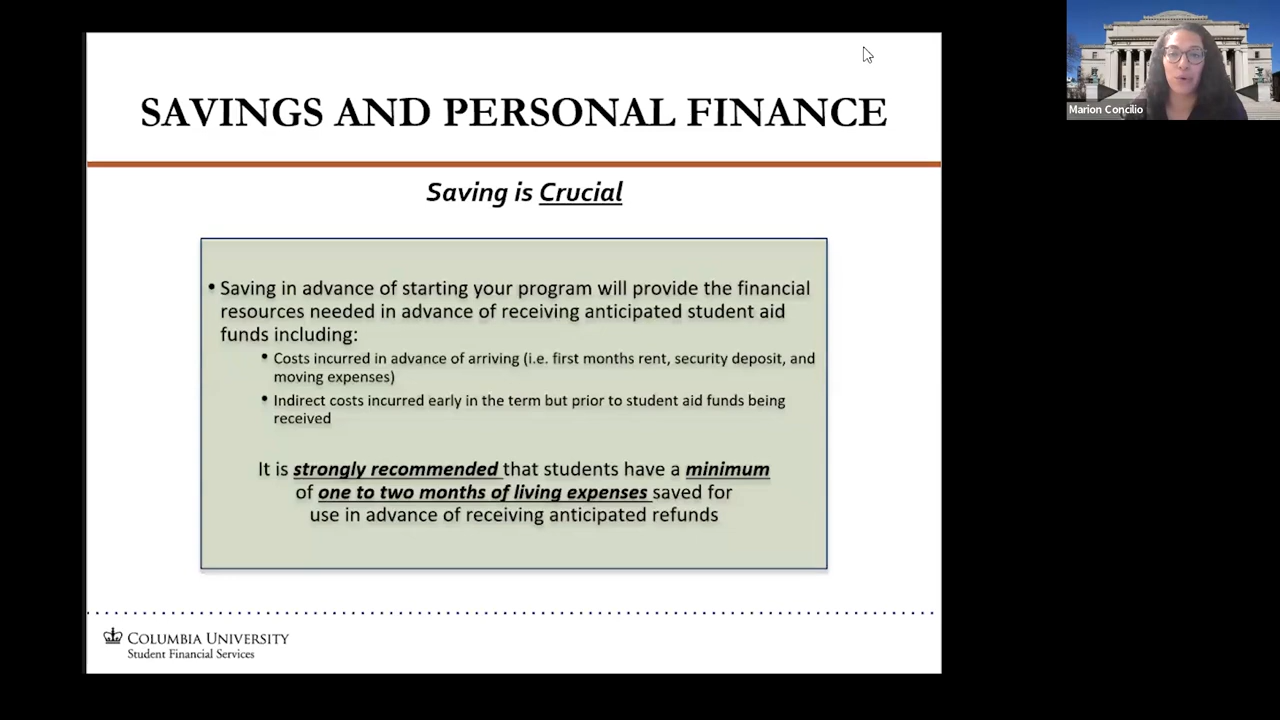 SAVINGS AND PERSONAL FINANCE
Saving is Crucial
• Saving in advance of starting your program will provide the financial
resources needed in advance of receiving anticipated student aid
funds including:
• Costs incurred in advance of arriving (i.e. first months rent, security deposit, and
moving expenses)
• Indirect costs incurred early in the term but prior to student aid funds being
received
It is strongly recommended that students have a minimum
of one to two months of living expenses saved for
use in advance of receiving anticipated refunds
COLUMBIA UNIVERSITY
Student Financial Services
Marion Concilio